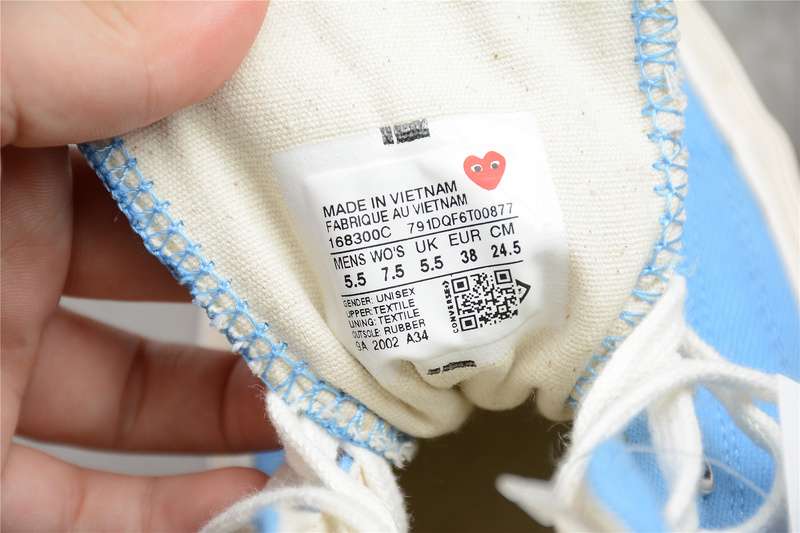 MADE IN VIETNAM
FABRIQUE AU VIETNAM
168300C 791DQF6T00877
MENS WO'S UK EUR CM
5.5 7.5 5.5 38 24.5
GENDER: UNISEX
UPPER: TEXTILE
LINING: TEXTILE
OUTSOLE: RUBBER
SA 2002 A34
CONVERSE